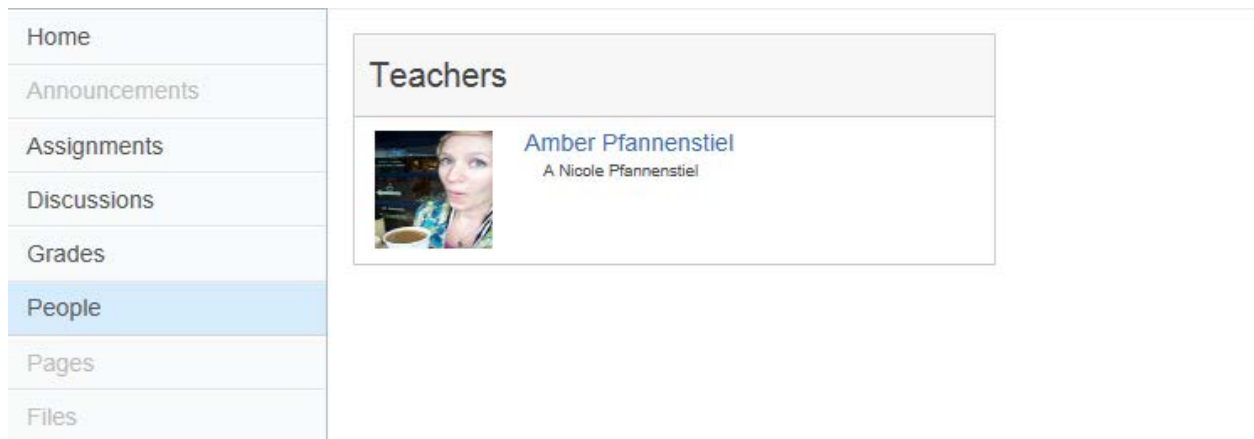 Home
Announcements
Assignments
Discussions
Grades
People
Pages
Files
Teachers
Amber Pfannenstiel
A Nicole Pfannenstiel